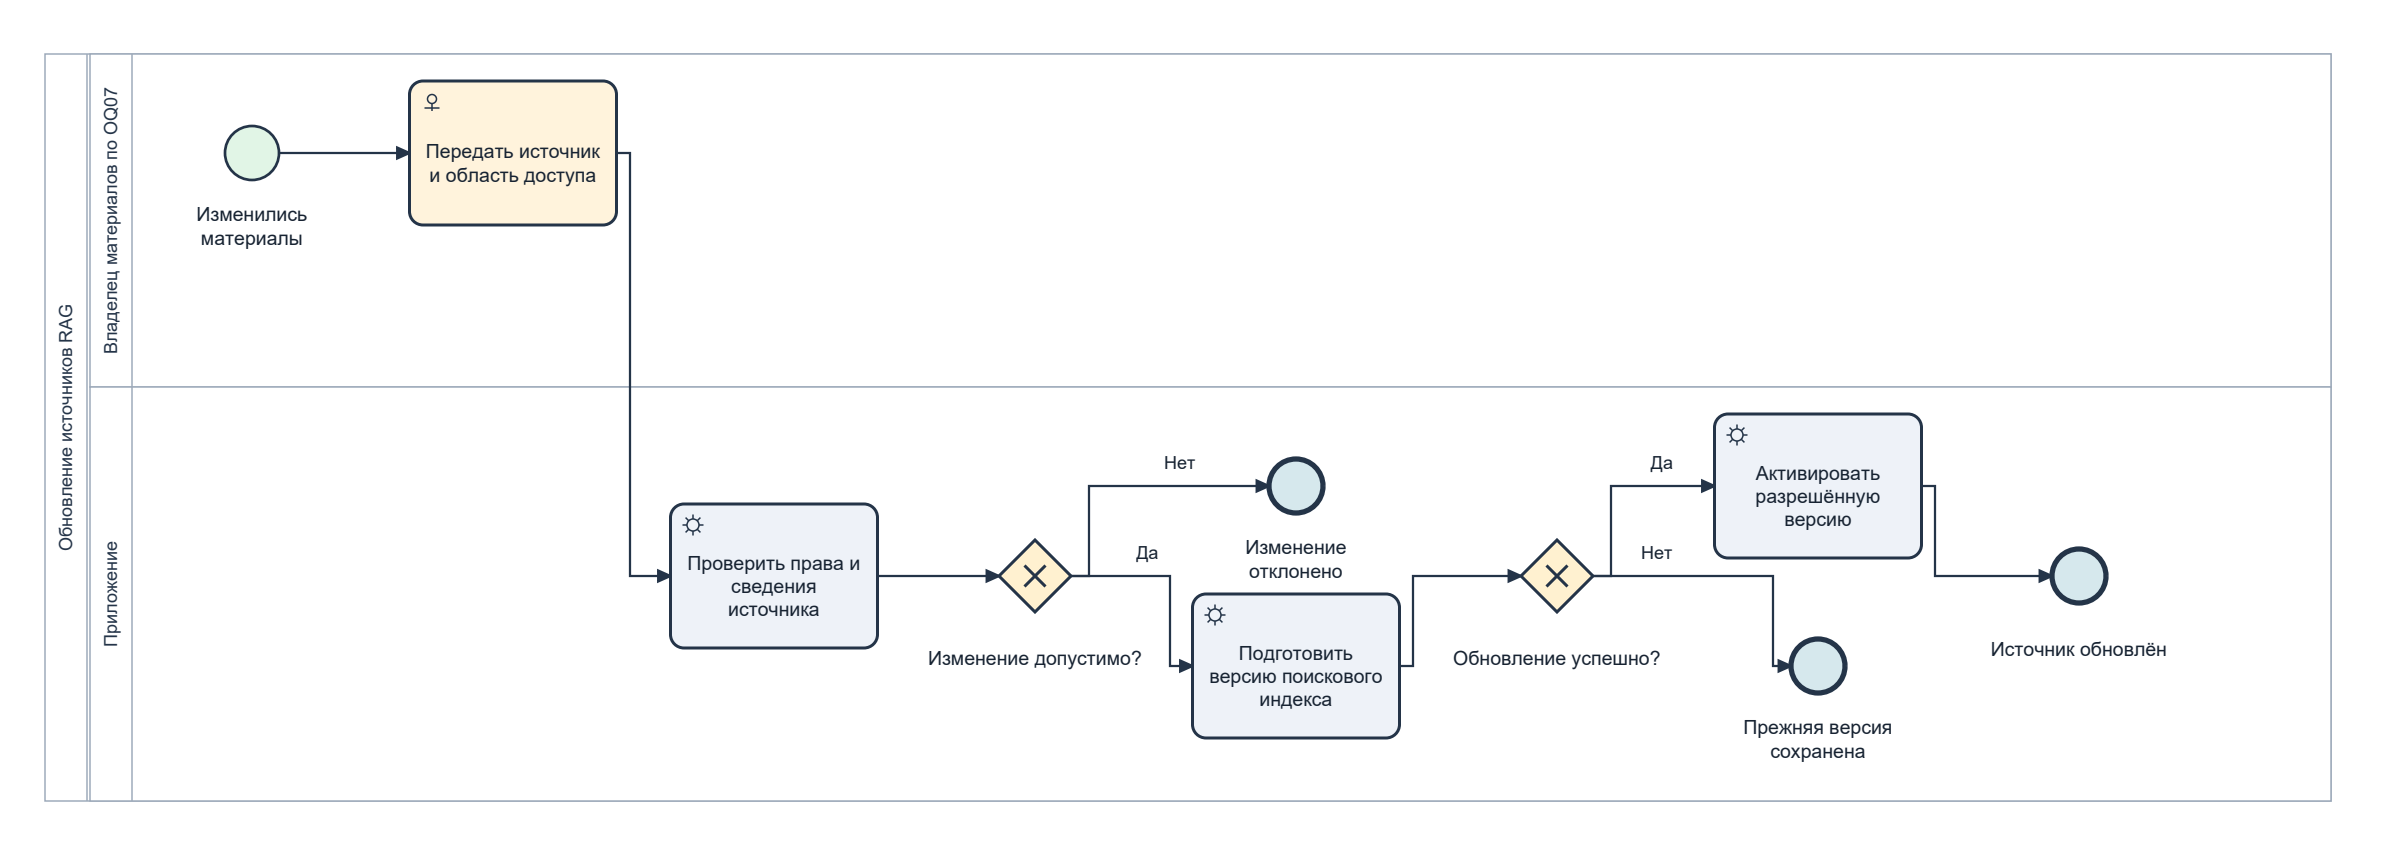 Обновление источников RAG
Владелец материалов по OQ07
Изменились
материалы
Передать источник
и область доступа
Приложение
Проверить права и
сведения
источника
Изменение допустимо?
Нет
Изменение
отклонено
Да
Подготовить
версию поискового
индекса
Обновление успешно?
Да
Активировать
разрешённую
версию
Нет
Прежняя версия
сохранена
Источник обновлён